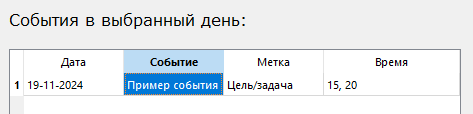 События в выбранный день:
Дата Событие Метка Время
1 19-11-2024 Пример события Цель/задача 15, 20